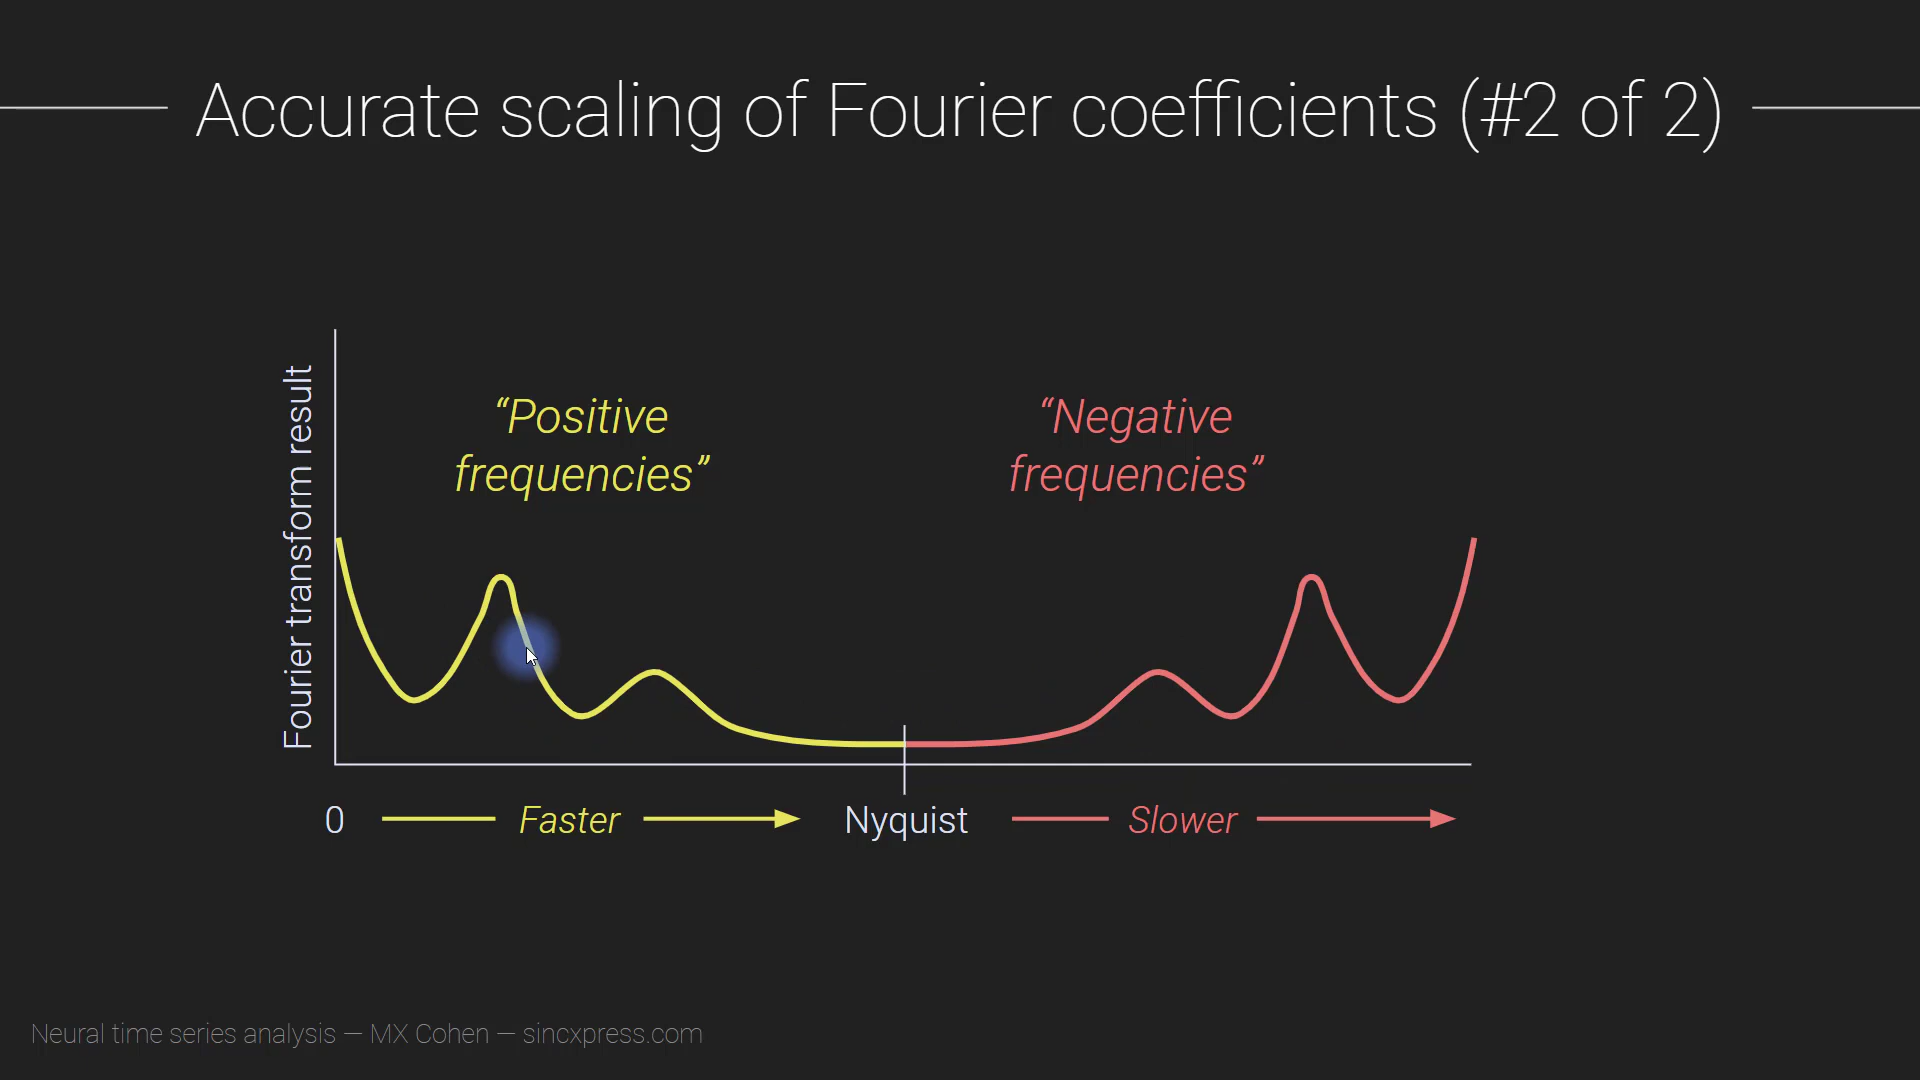 Accurate scaling of Fourier coefficients (#2 of 2)
Fourier transform result
“Positive
frequencies”
“Negative
frequencies”
0
Faster
Nyquist
Slower
Neural time series analysis — MX Cohen — sincxpress.com